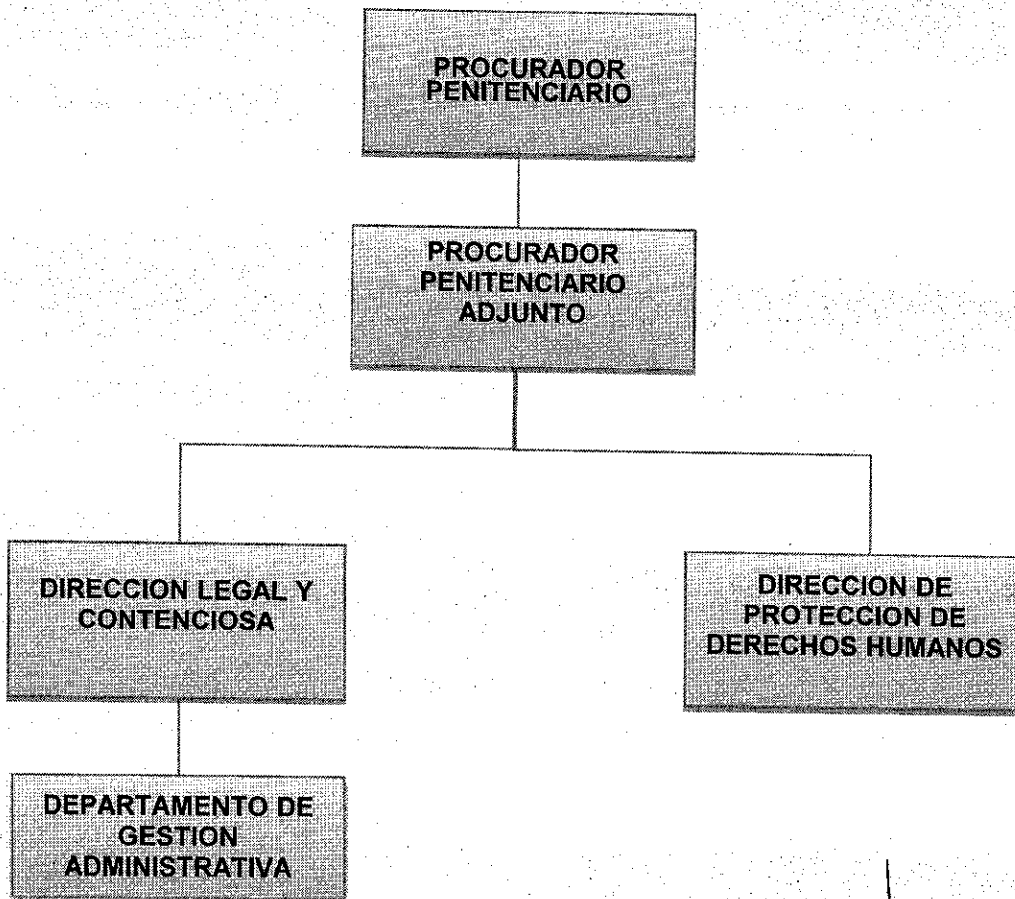 PROCURADOR
PENITENCIARIO
PROCURADOR
PENITENCIARIO
ADJUNTO
DIRECCION LEGAL Y
CONTENCIOSA
DIRECCION DE
PROTECCION DE
DERECHOS HUMANOS
DEPARTAMENTO DE
GESTION
ADMINISTRATIVA